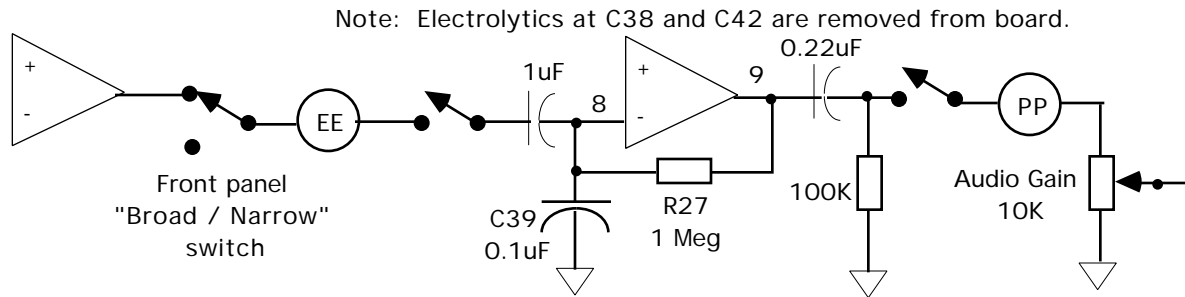 Note: Electrolytics at C38 and C42 are removed from board.
+
-
EE
Front panel
"Broad / Narrow"
switch
1uF
8
+
-
9
0.22uF
C39
0.1uF
R27
1 Meg
100K
PP
Audio Gain
10K